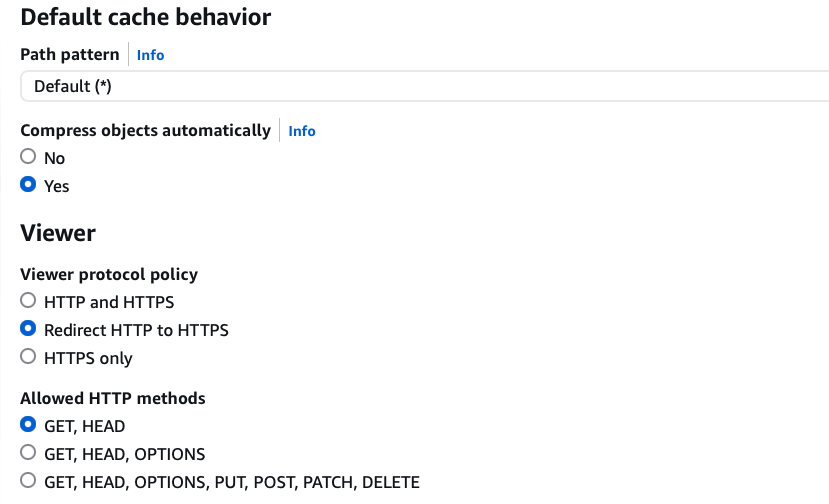 Default cache behavior
Path pattern Info
Default (*)
Compress objects automatically Info
No
Yes
Viewer
Viewer protocol policy
HTTP and HTTPS
Redirect HTTP to HTTPS
HTTPS only
Allowed HTTP methods
GET, HEAD
GET, HEAD, OPTIONS
GET, HEAD, OPTIONS, PUT, POST, PATCH, DELETE